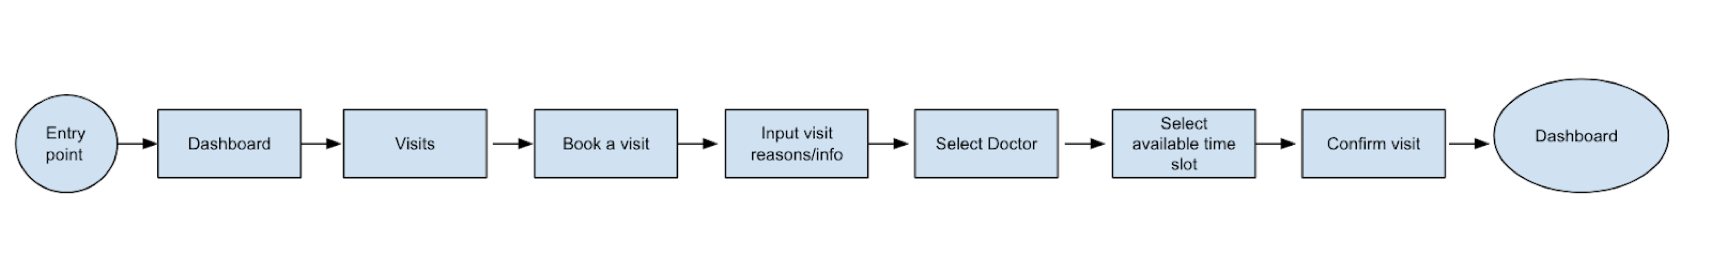 Entry
point
Dashboard
Visits
Book a visit
Input visit
reasons/info
Select Doctor
Select
available time
slot
Confirm visit
Dashboard